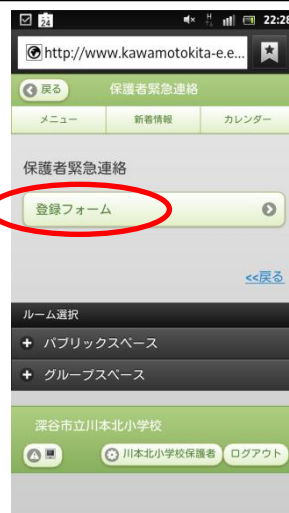 22:28
http://www.kawamotokita-e.e...
戻る 保護者緊急連絡
メニュー 新着情報 カレンダー
保護者緊急連絡
登録フォーム
<<戻る
ルーム選択
パブリックスペース
グループスペース
深谷市立川本北小学校
川本北小学校保護者 ログアウト